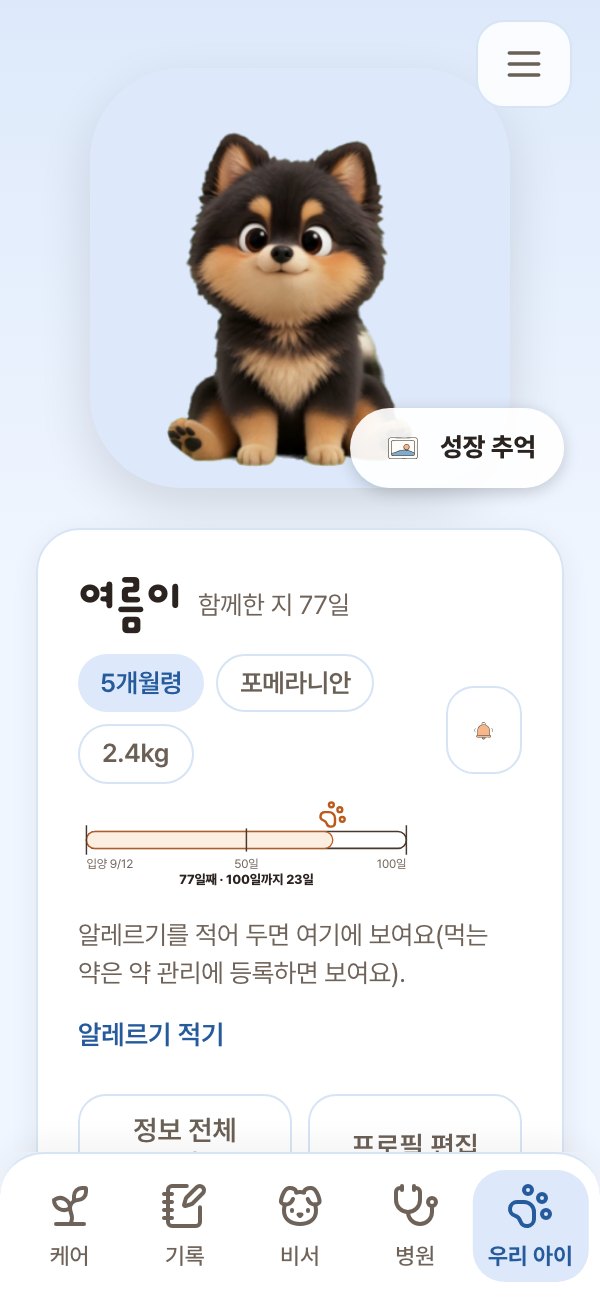 성장 추억
여름이 함께한 지 77일
5개월령 포메라니안
2.4kg
입양 9/12 50일 100일
77일째 · 100일까지 23일
알레르기를 적어 두면 여기에 보여요(먹는
약은 약 관리에 등록하면 보여요).
알레르기 적기
정보 전체 프로필 편집
케어 기록 비서 병원 우리 아이